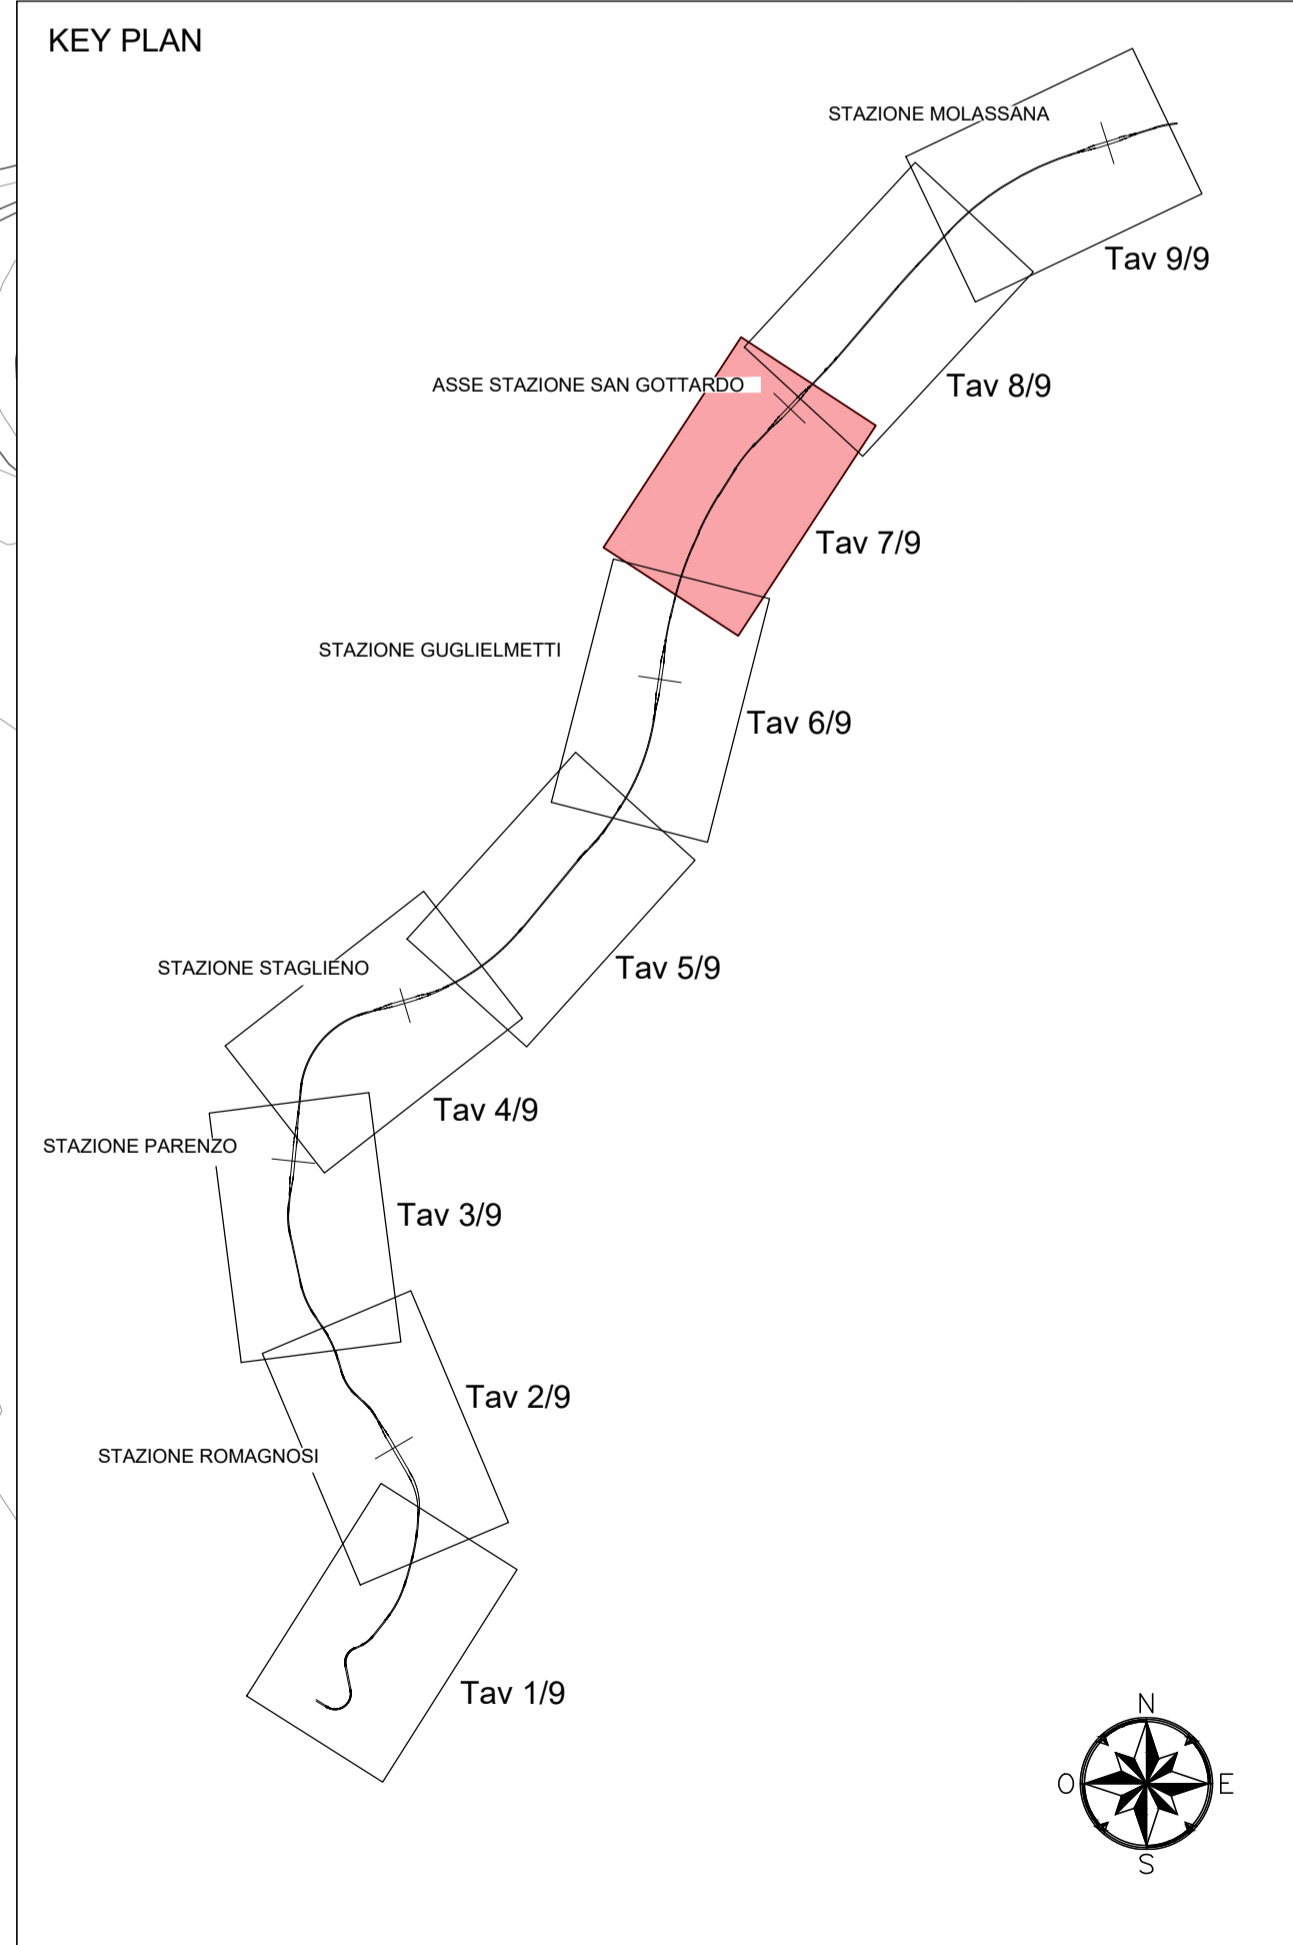 KEY PLAN
STAZIONE MOLASSANA
Tav 9/9
ASSE STAZIONE SAN GOTTARDO
Tav 8/9
Tav 7/9
STAZIONE GUGLIELMETTI
Tav 6/9
STAZIONE STAGLIENO
Tav 5/9
Tav 4/9
STAZIONE PARENZO
Tav 3/9
Tav 2/9
STAZIONE ROMAGNOSI
Tav 1/9
N
O
E
S